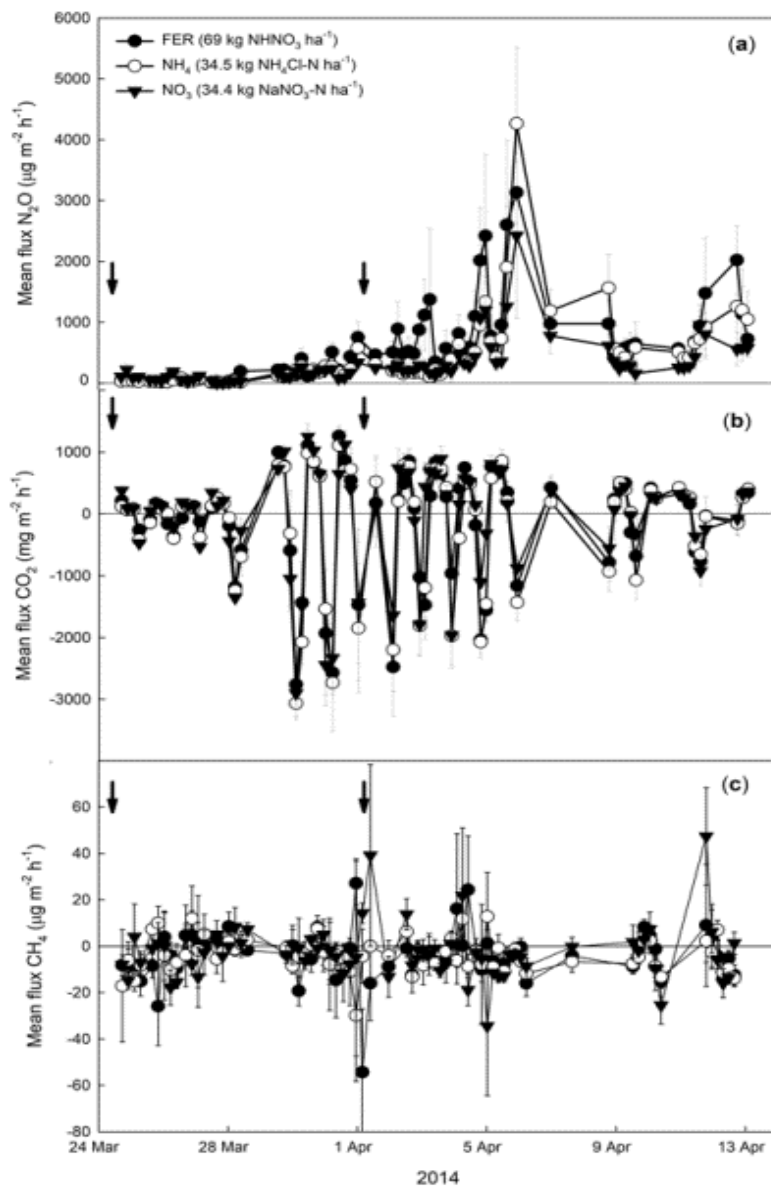 (a)
FER (69 kg NHNO₃ ha⁻¹)
NH₄ (34.5 kg NH₄Cl-N ha⁻¹)
NO₃ (34.4 kg NaNO₃-N ha⁻¹)
Mean flux N₂O (µg m⁻² h⁻¹)
6000
5000
4000
3000
2000
1000
0
(b)
Mean flux CO₂ (mg m⁻² h⁻¹)
1000
0
-1000
-2000
-3000
(c)
Mean flux CH₄ (µg m⁻² h⁻¹)
60
40
20
0
-20
-40
-60
-80
24 Mar 28 Mar 1 Apr 5 Apr 9 Apr 13 Apr
2014